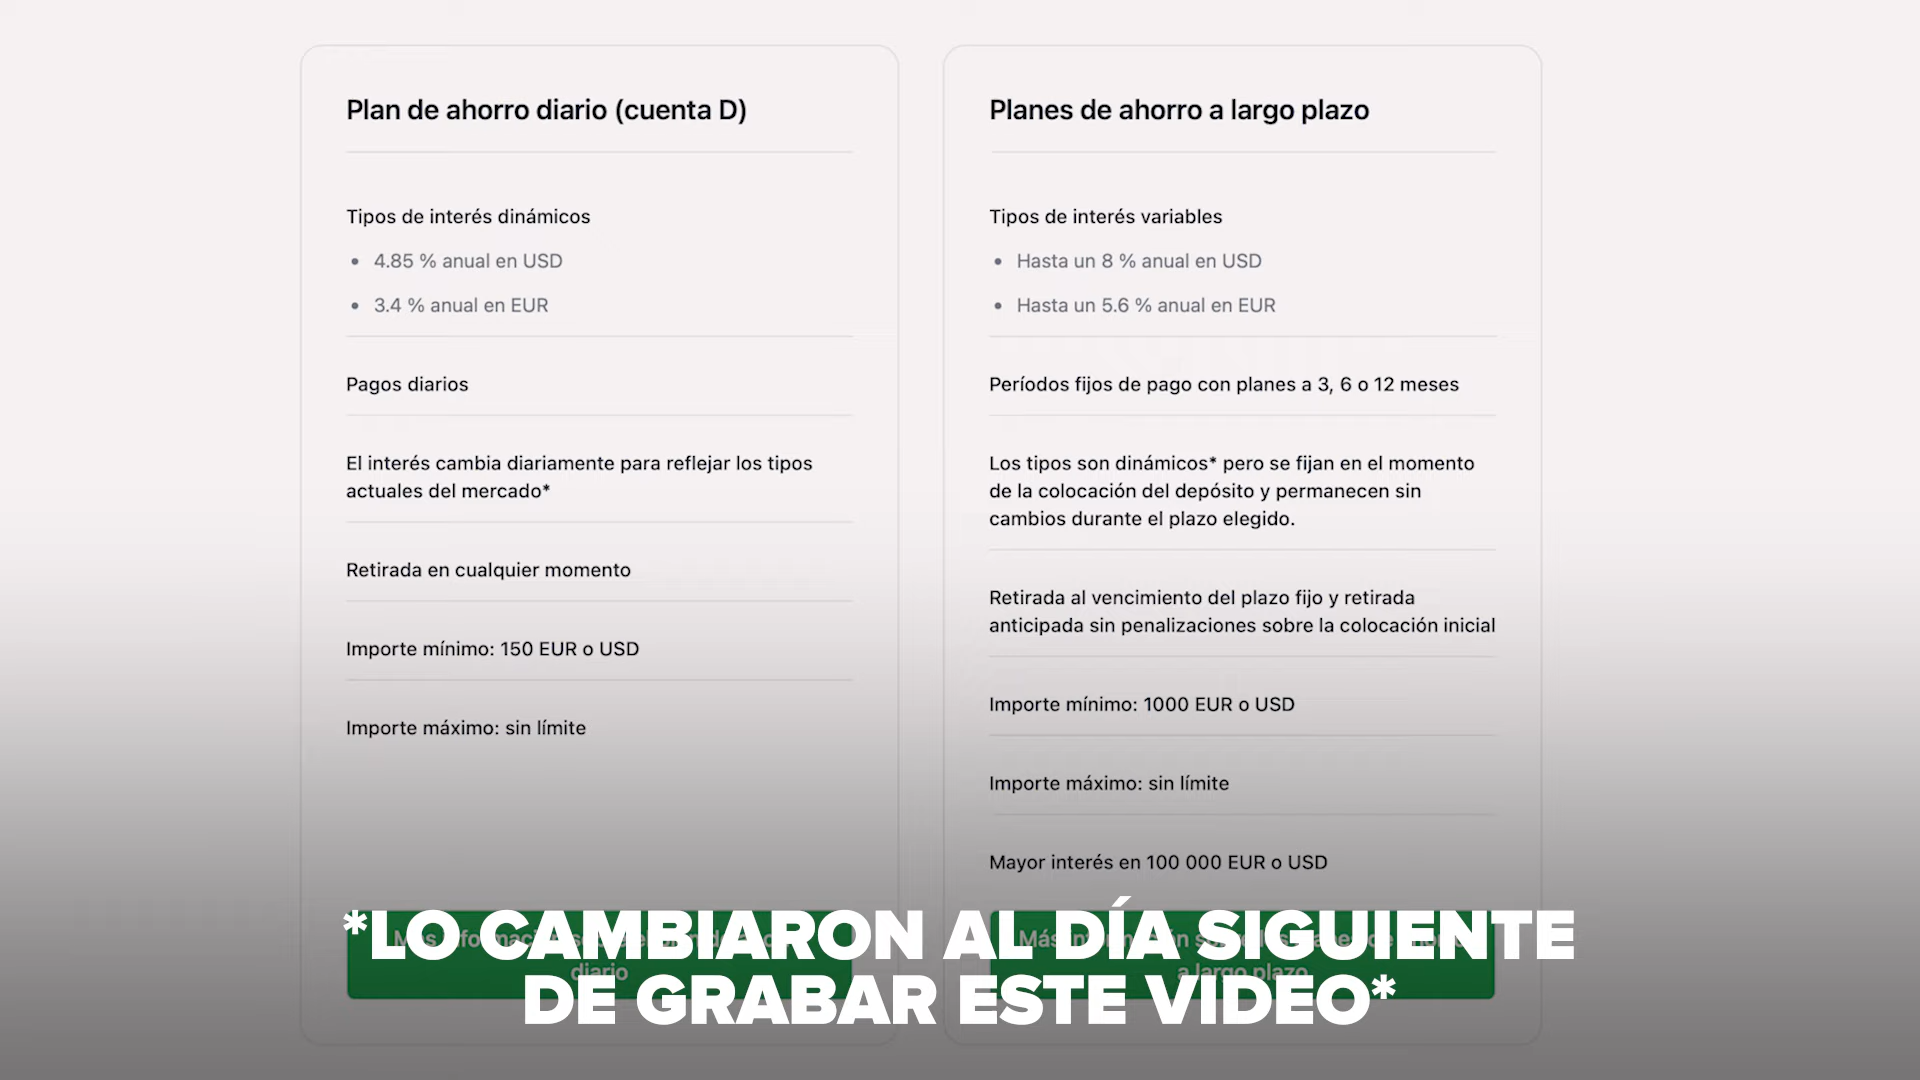 Plan de ahorro diario (cuenta D)
Tipos de interés dinámicos
• 4.85 % anual en USD
• 3.4 % anual en EUR
Pagos diarios
El interés cambia diariamente para reflejar los tipos
actuales del mercado*
Retirada en cualquier momento
Importe mínimo: 150 EUR o USD
Importe máximo: sin límite
diario
Planes de ahorro a largo plazo
Tipos de interés variables
• Hasta un 8 % anual en USD
• Hasta un 5.6 % anual en EUR
Períodos fijos de pago con planes a 3, 6 o 12 meses
Los tipos son dinámicos* pero se fijan en el momento
de la colocación del depósito y permanecen sin
cambios durante el plazo elegido.
Retirada al vencimiento del plazo fijo y retirada
anticipada sin penalizaciones sobre la colocación inicial
Importe mínimo: 1000 EUR o USD
Importe máximo: sin límite
Mayor interés en 100 000 EUR o USD
a largo plazo
*LO CAMBIARON AL DÍA SIGUIENTE
DE GRABAR ESTE VIDEO*